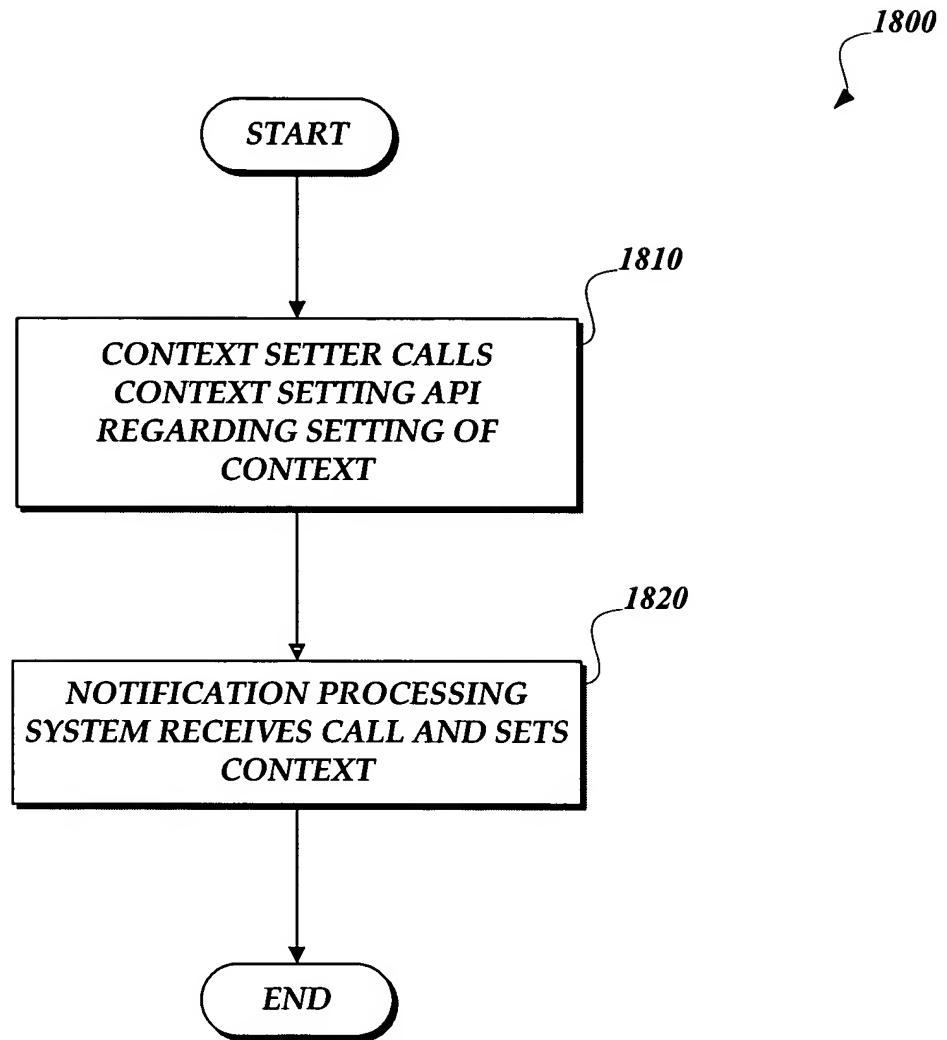 1800
START
1810
CONTEXT SETTER CALLS
CONTEXT SETTING API
REGARDING SETTING OF
CONTEXT
1820
NOTIFICATION PROCESSING
SYSTEM RECEIVES CALL AND SETS
CONTEXT
END